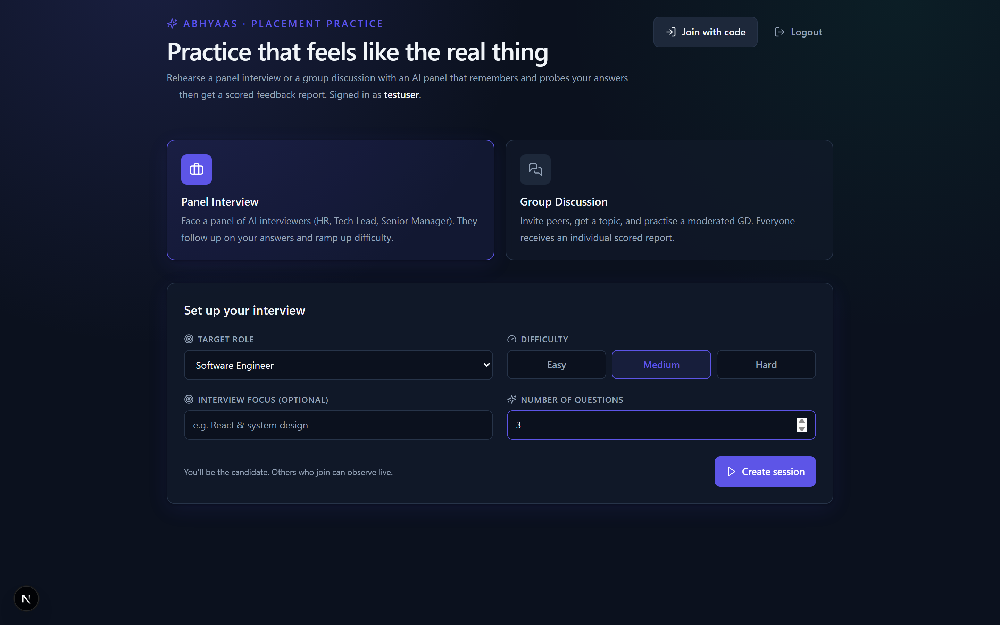 ABHYAAS · PLACEMENT PRACTICE
Join with code
Logout
Practice that feels like the real thing
Rehearse a panel interview or a group discussion with an AI panel that remembers and probes your answers
— then get a scored feedback report. Signed in as testuser.
Panel Interview
Face a panel of AI interviewers (HR, Tech Lead, Senior Manager). They
follow up on your answers and ramp up difficulty.
Group Discussion
Invite peers, get a topic, and practise a moderated GD. Everyone
receives an individual scored report.
Set up your interview
TARGET ROLE
Software Engineer
DIFFICULTY
Easy
Medium
Hard
INTERVIEW FOCUS (OPTIONAL)
e.g. React & system design
NUMBER OF QUESTIONS
3
You'll be the candidate. Others who join can observe live.
Create session
N